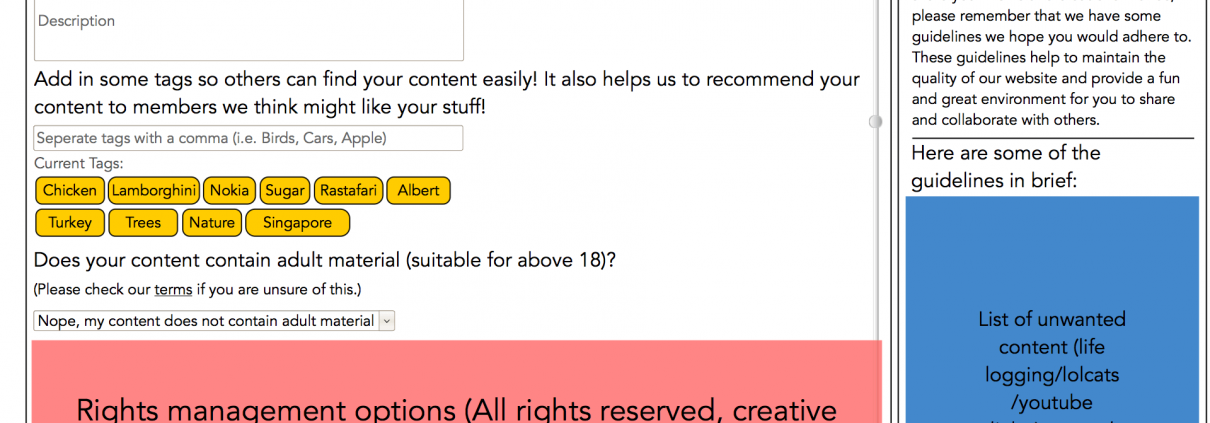 Description
Add in some tags so others can find your content easily! It also helps us to recommend your
content to members we think might like your stuff!
Seperate tags with a comma (i.e. Birds, Cars, Apple)
Current Tags:
Chicken Lamborghini Nokia Sugar Rastafari Albert
Turkey Trees Nature Singapore
Does your content contain adult material (suitable for above 18)?
(Please check our terms if you are unsure of this.)
Nope, my content does not contain adult material
Rights management options (All rights reserved, creative
please remember that we have some
guidelines we hope you would adhere to.
These guidelines help to maintain the
quality of our website and provide a fun
and great environment for you to share
and collaborate with others.
Here are some of the
guidelines in brief:
List of unwanted
content (life
logging/lolcats
/youtube